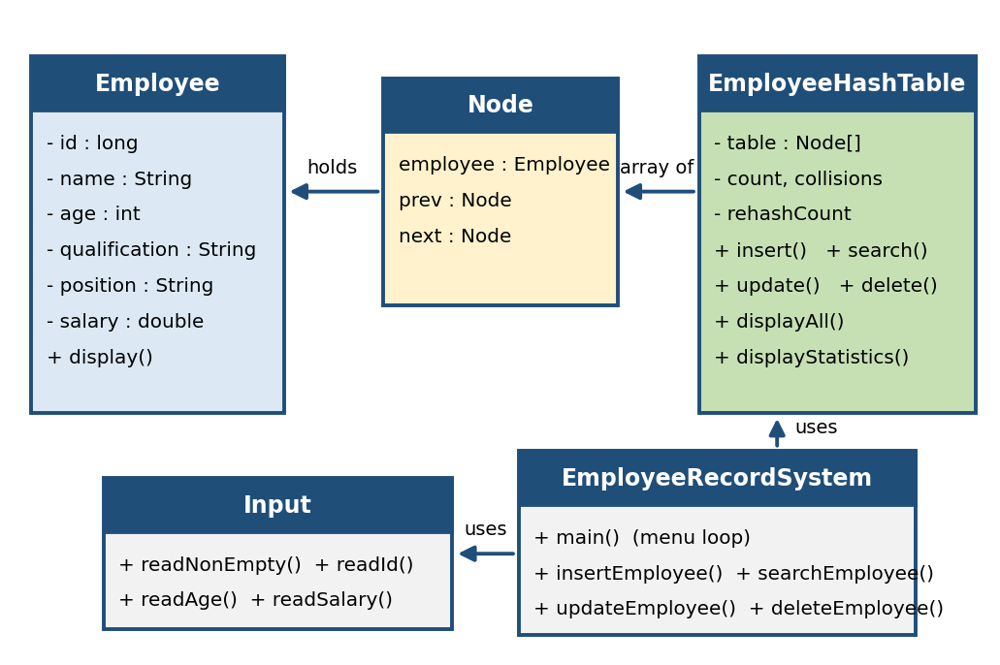 Employee
- id : long
- name : String
- age : int
- qualification : String
- position : String
- salary : double
+ display()
holds
Node
employee : Employee
prev : Node
next : Node
array of
EmployeeHashTable
- table : Node[]
- count, collisions
- rehashCount
+ insert()   + search()
+ update()   + delete()
+ displayAll()
+ displayStatistics()
uses
Input
+ readNonEmpty()  + readId()
+ readAge()  + readSalary()
uses
EmployeeRecordSystem
+ main()  (menu loop)
+ insertEmployee()  + searchEmployee()
+ updateEmployee()  + deleteEmployee()